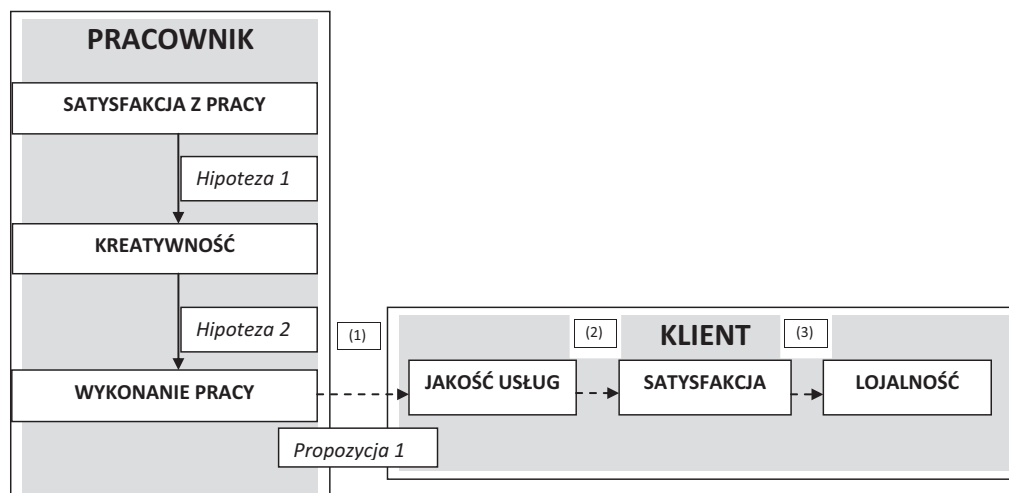 PRACOWNIK
SATYSFAKCJA Z PRACY
Hipoteza 1
KREATYWNOŚĆ
Hipoteza 2
WYKONANIE PRACY
(1)
Propozycja 1
(2)
KLIENT
(3)
JAKOŚĆ USŁUG
SATYSFAKCJA
LOJALNOŚĆ